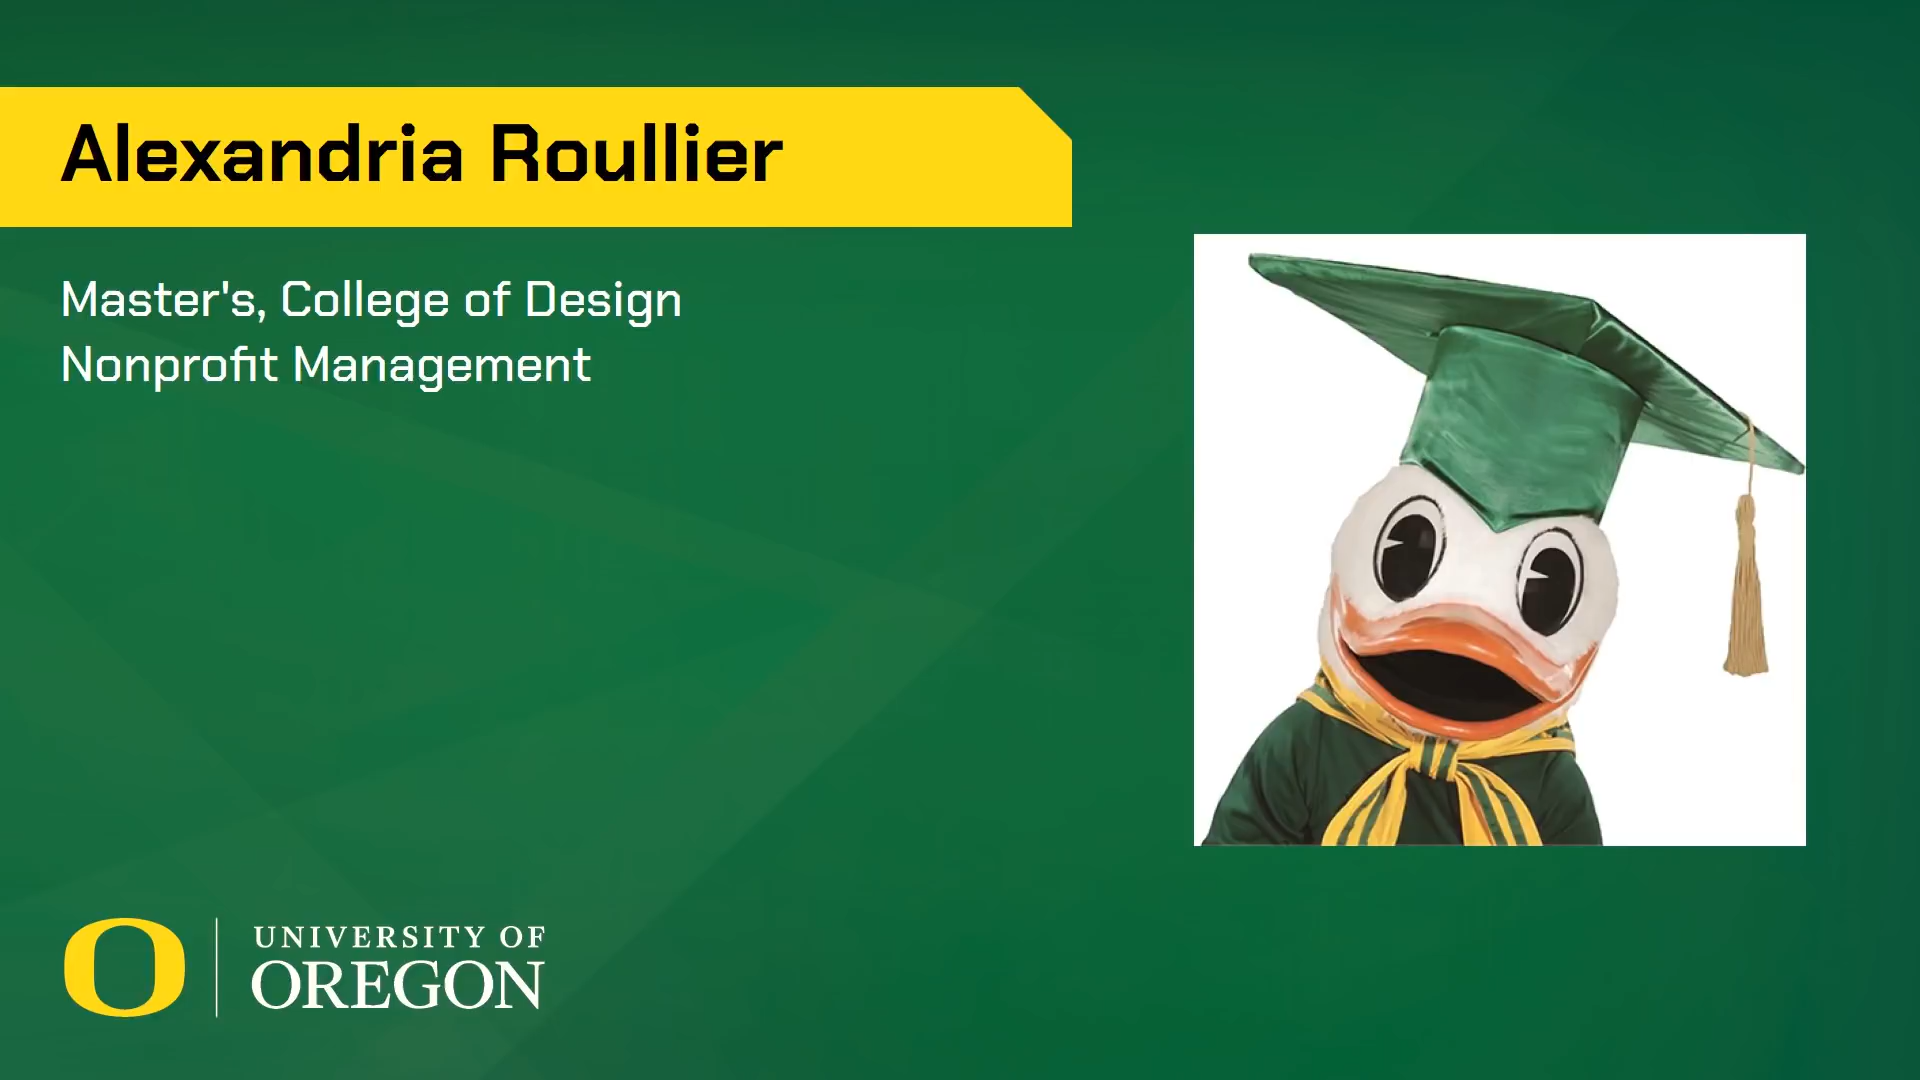 Alexandria Roullier
Master's, College of Design
Nonprofit Management
O
UNIVERSITY OF
OREGON